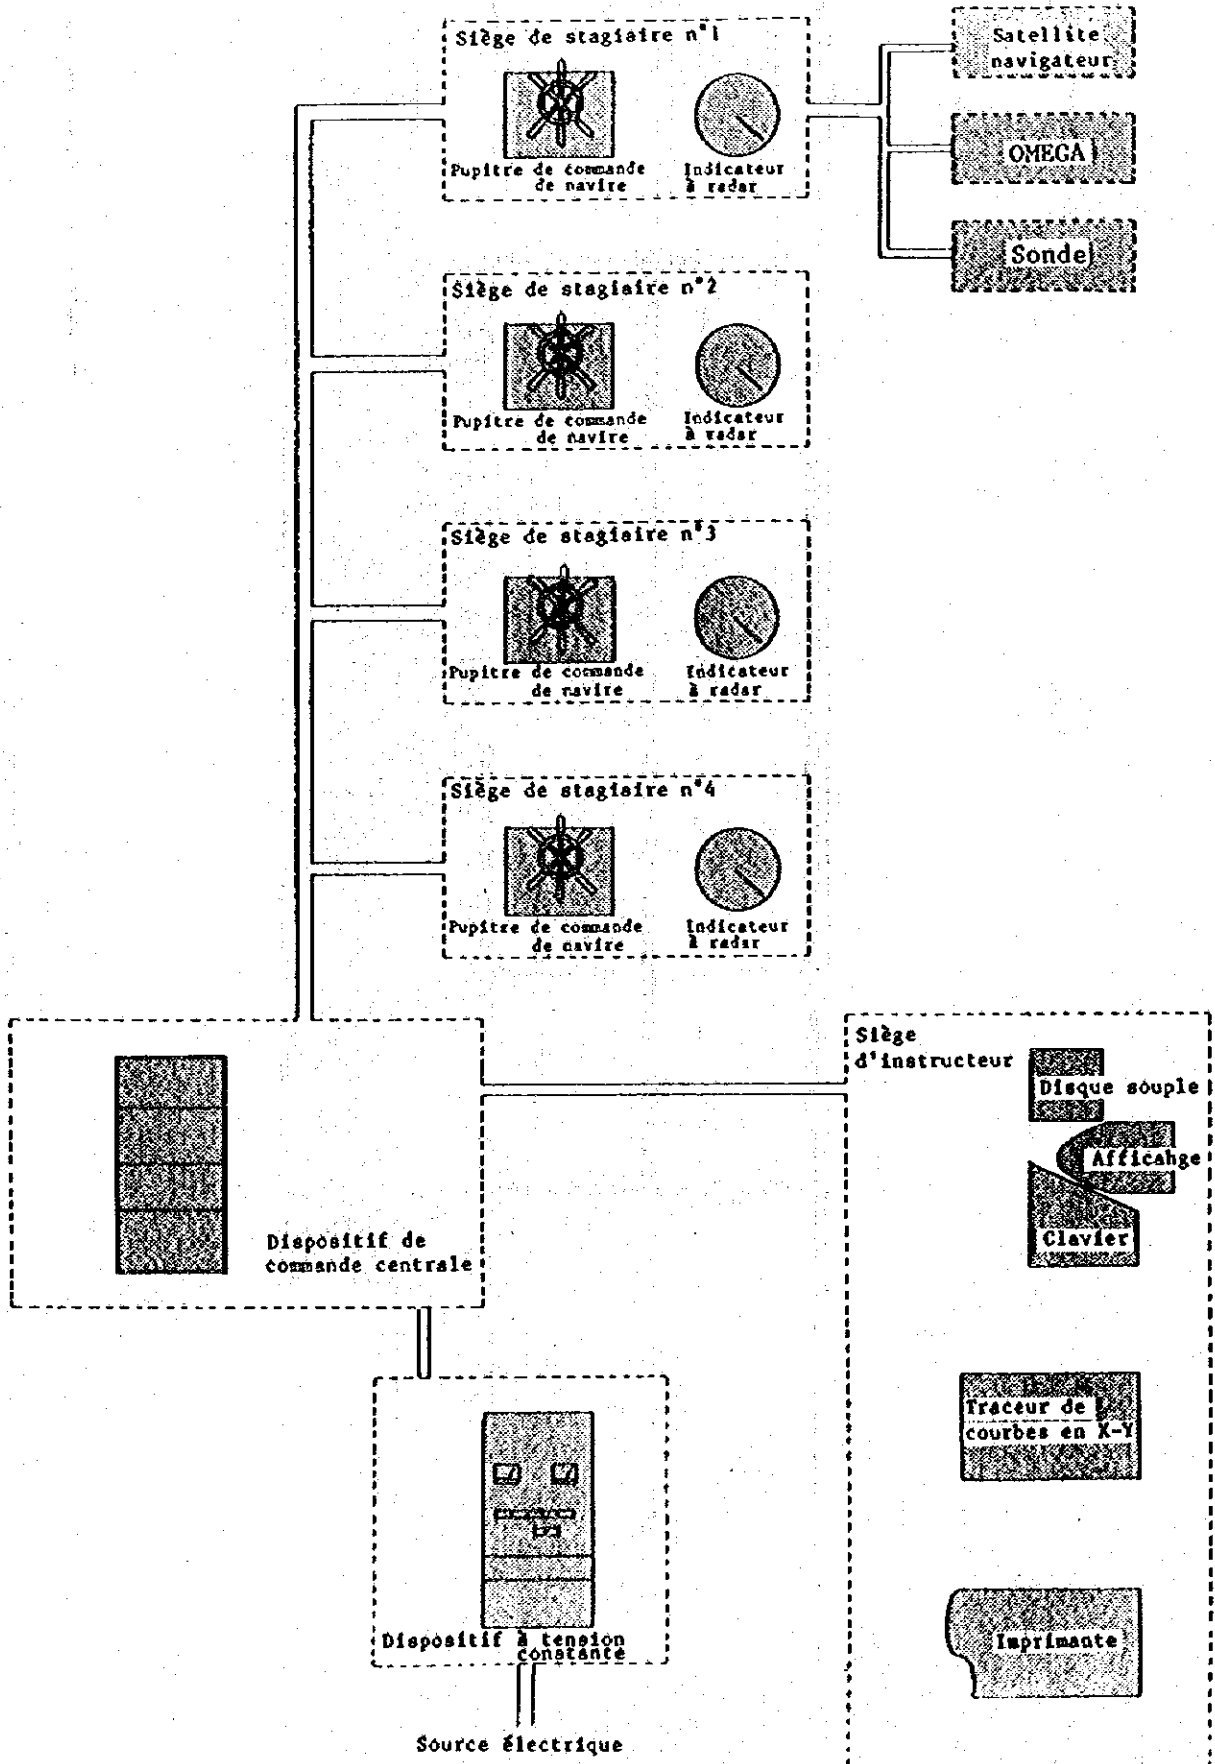 Siège de stagiaire n°1
Pupitre de commande
de navire
Indicateur
à radar
Satellite
navigateur
OMEGA
Sonde
Siège de stagiaire n°2
Pupitre de commande
de navire
Indicateur
à radar
Siège de stagiaire n°3
Pupitre de commande
de navire
Indicateur
à radar
Siège de stagiaire n°4
Pupitre de commande
de navire
Indicateur
à radar
Dispositif de
commande centrale
Siège
d'instructeur
Disque souple
Afficahge
Clavier
Traceur de
courbes en X-Y
Imprimante
Dispositif à tension
constante
Source électrique